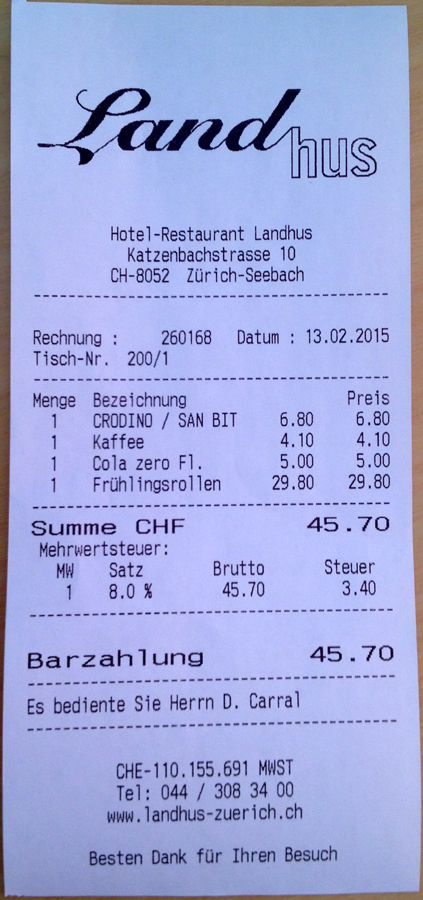 Land hus
Hotel-Restaurant Landhus
Katzenbachstrasse 10
CH-8052 Zürich-Seebach
Rechnung : 260168 Datum : 13.02.2015
Tisch-Nr. 200/1
Menge Bezeichnung Preis
1 CRODINO / SAN BIT 6.80 6.80
1 Kaffee 4.10 4.10
1 Cola zero Fl. 5.00 5.00
1 Frühlingsrollen 29.80 29.80
Summe CHF 45.70
Mehrwertsteuer:
MW Satz Brutto Steuer
1 8.0 % 45.70 3.40
Barzahlung 45.70
Es bediente Sie Herrn D. Carral
CHE-110.155.691 MWST
Tel: 044 / 308 34 00
www.landhus-zuerich.ch
Besten Dank für Ihren Besuch